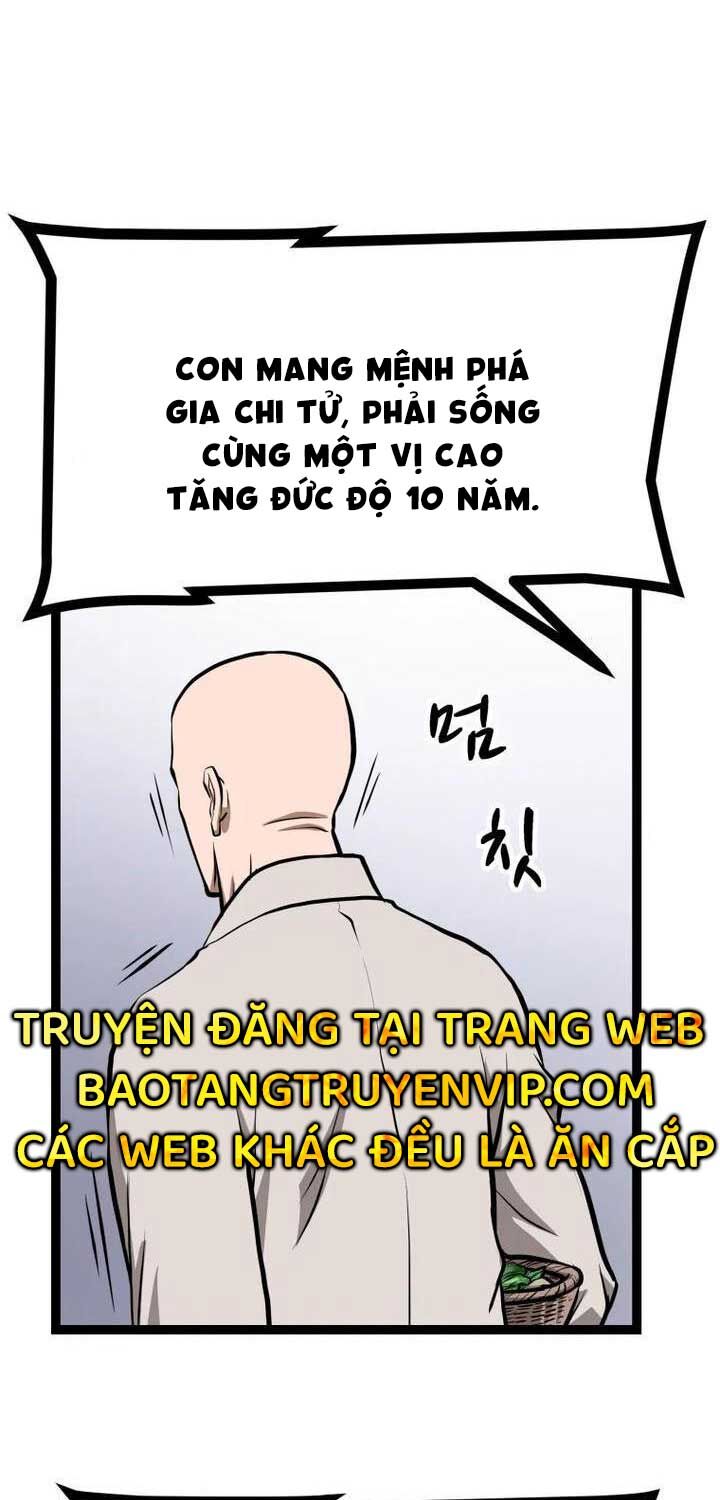 CON MANG MỆNH PHÁ
GIA CHI TỬ, PHẢI SỐNG
CÙNG MỘT VỊ CAO
TĂNG ĐỨC ĐỘ 10 NĂM.
멈
칫
TRUYỆN ĐĂNG TẠI TRANG WEB
BAOTANGTRUYENVIP.COM
CÁC WEB KHÁC ĐỀU LÀ ĂN CẮP